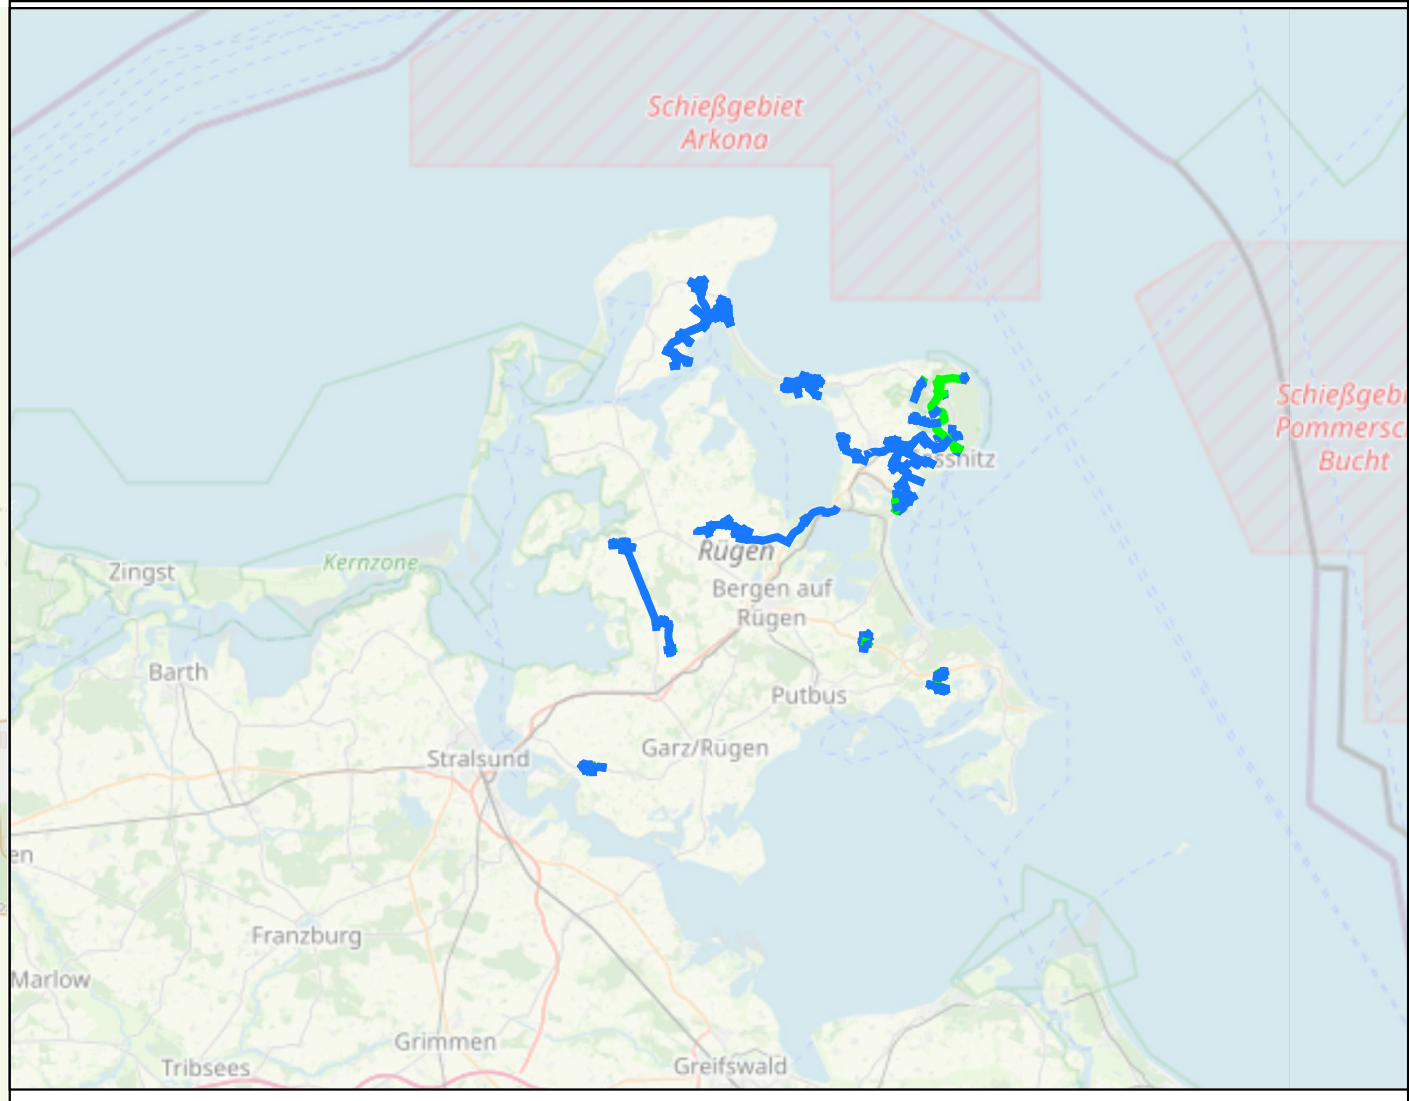 Schießgebiet
Arkona
Schießgebi
Pommersc
Bucht
ssnitz
Rügen
Kernzone
Zingst
Bergen auf
Rügen
Barth
Putbus
Garz/Rügen
Stralsund
en
Franzburg
Marlow
Grimmen
Tribsees
Greifswald